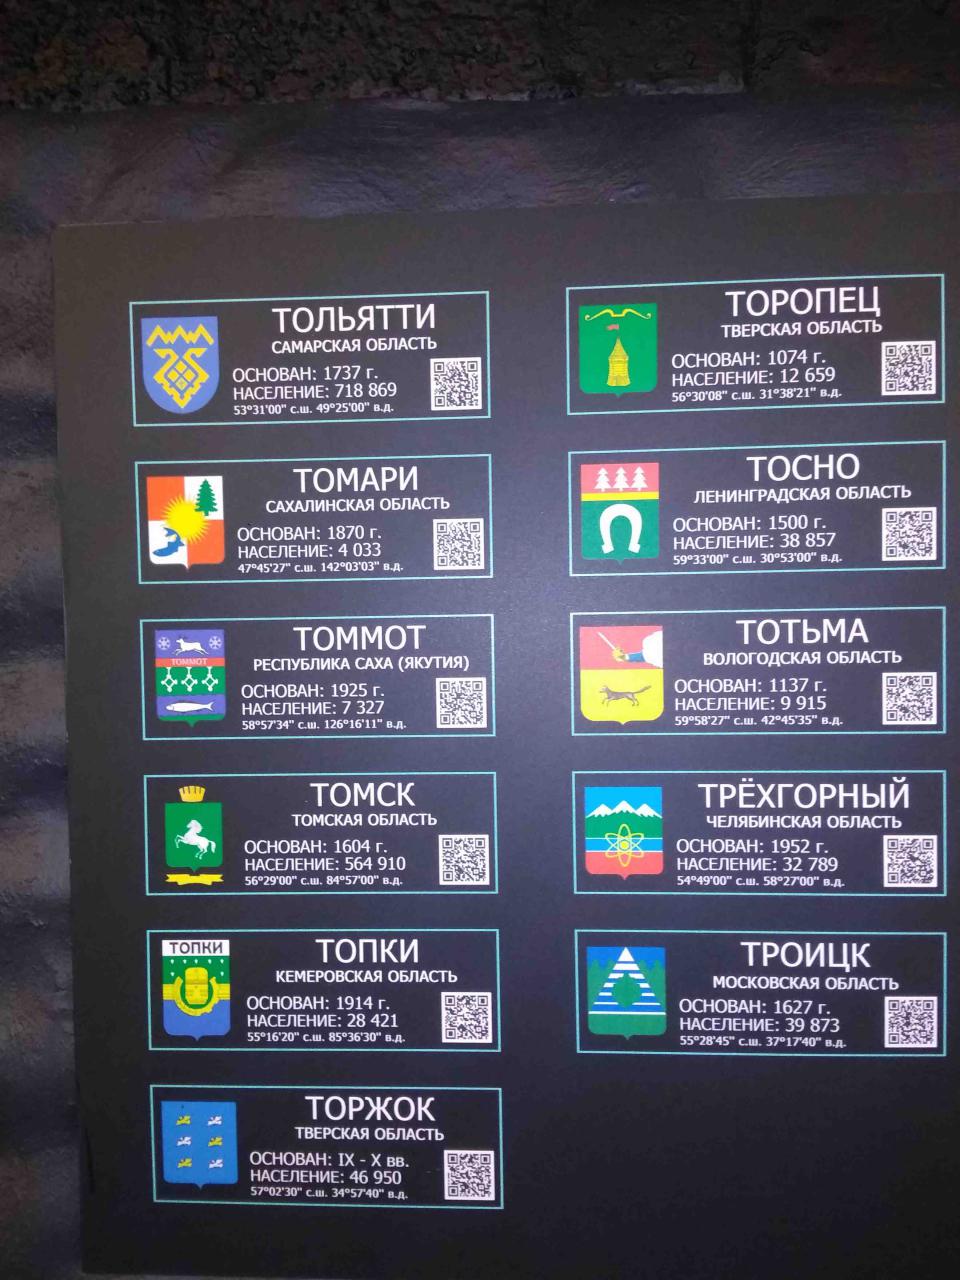 ТОЛЬЯТТИ
САМАРСКАЯ ОБЛАСТЬ
ОСНОВАН: 1737 г.
НАСЕЛЕНИЕ: 718 869
53°31'00" с.ш. 49°25'00" в.д.
ТОМАРИ
САХАЛИНСКАЯ ОБЛАСТЬ
ОСНОВАН: 1870 г.
НАСЕЛЕНИЕ: 4 033
47°45'27" с.ш. 142°03'03" в.д.
ТОММОТ
ТОММОТ
РЕСПУБЛИКА САХА (ЯКУТИЯ)
ОСНОВАН: 1925 г.
НАСЕЛЕНИЕ: 7 327
58°57'34" с.ш. 126°16'11" в.д.
ТОМСК
ТОМСКАЯ ОБЛАСТЬ
ОСНОВАН: 1604 г.
НАСЕЛЕНИЕ: 564 910
56°29'00" с.ш. 84°57'00" в.д.
ТОПКИ
ТОПКИ
КЕМЕРОВСКАЯ ОБЛАСТЬ
ОСНОВАН: 1914 г.
НАСЕЛЕНИЕ: 28 421
55°16'20" с.ш. 85°36'30" в.д.
ТОРЖОК
ТВЕРСКАЯ ОБЛАСТЬ
ОСНОВАН: IX - X вв.
НАСЕЛЕНИЕ: 46 950
57°02'30" с.ш. 34°57'40" в.д.
ТОРОПЕЦ
ТВЕРСКАЯ ОБЛАСТЬ
ОСНОВАН: 1074 г.
НАСЕЛЕНИЕ: 12 659
56°30'08" с.ш. 31°38'21" в.д.
ТОСНО
ЛЕНИНГРАДСКАЯ ОБЛАСТЬ
ОСНОВАН: 1500 г.
НАСЕЛЕНИЕ: 38 857
59°33'00" с.ш. 30°53'00" в.д.
ТОТЬМА
ВОЛОГОДСКАЯ ОБЛАСТЬ
ОСНОВАН: 1137 г.
НАСЕЛЕНИЕ: 9 915
59°58'27" с.ш. 42°45'35" в.д.
ТРЁХГОРНЫЙ
ЧЕЛЯБИНСКАЯ ОБЛАСТЬ
ОСНОВАН: 1952 г.
НАСЕЛЕНИЕ: 32 789
54°49'00" с.ш. 58°27'00" в.д.
ТРОИЦК
МОСКОВСКАЯ ОБЛАСТЬ
ОСНОВАН: 1627 г.
НАСЕЛЕНИЕ: 39 873
55°28'45" с.ш. 37°17'40" в.д.